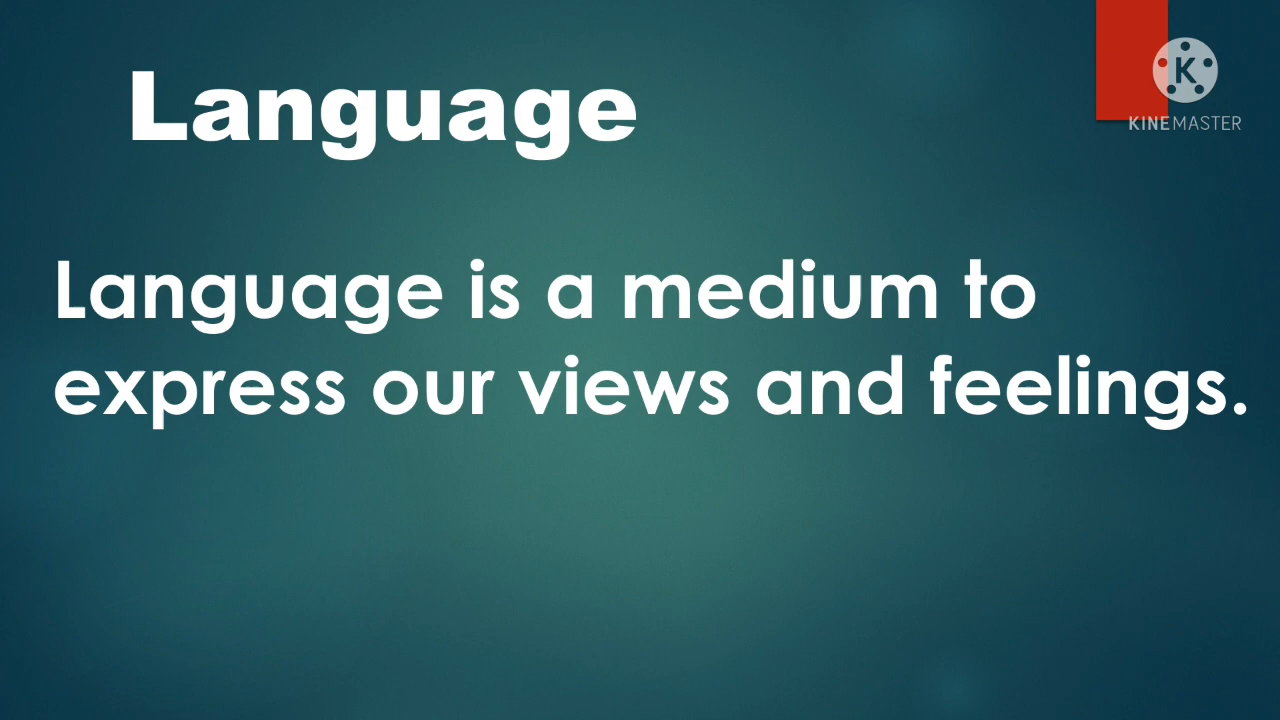 Language
K
KINEMASTER
Language is a medium to
express our views and feelings.